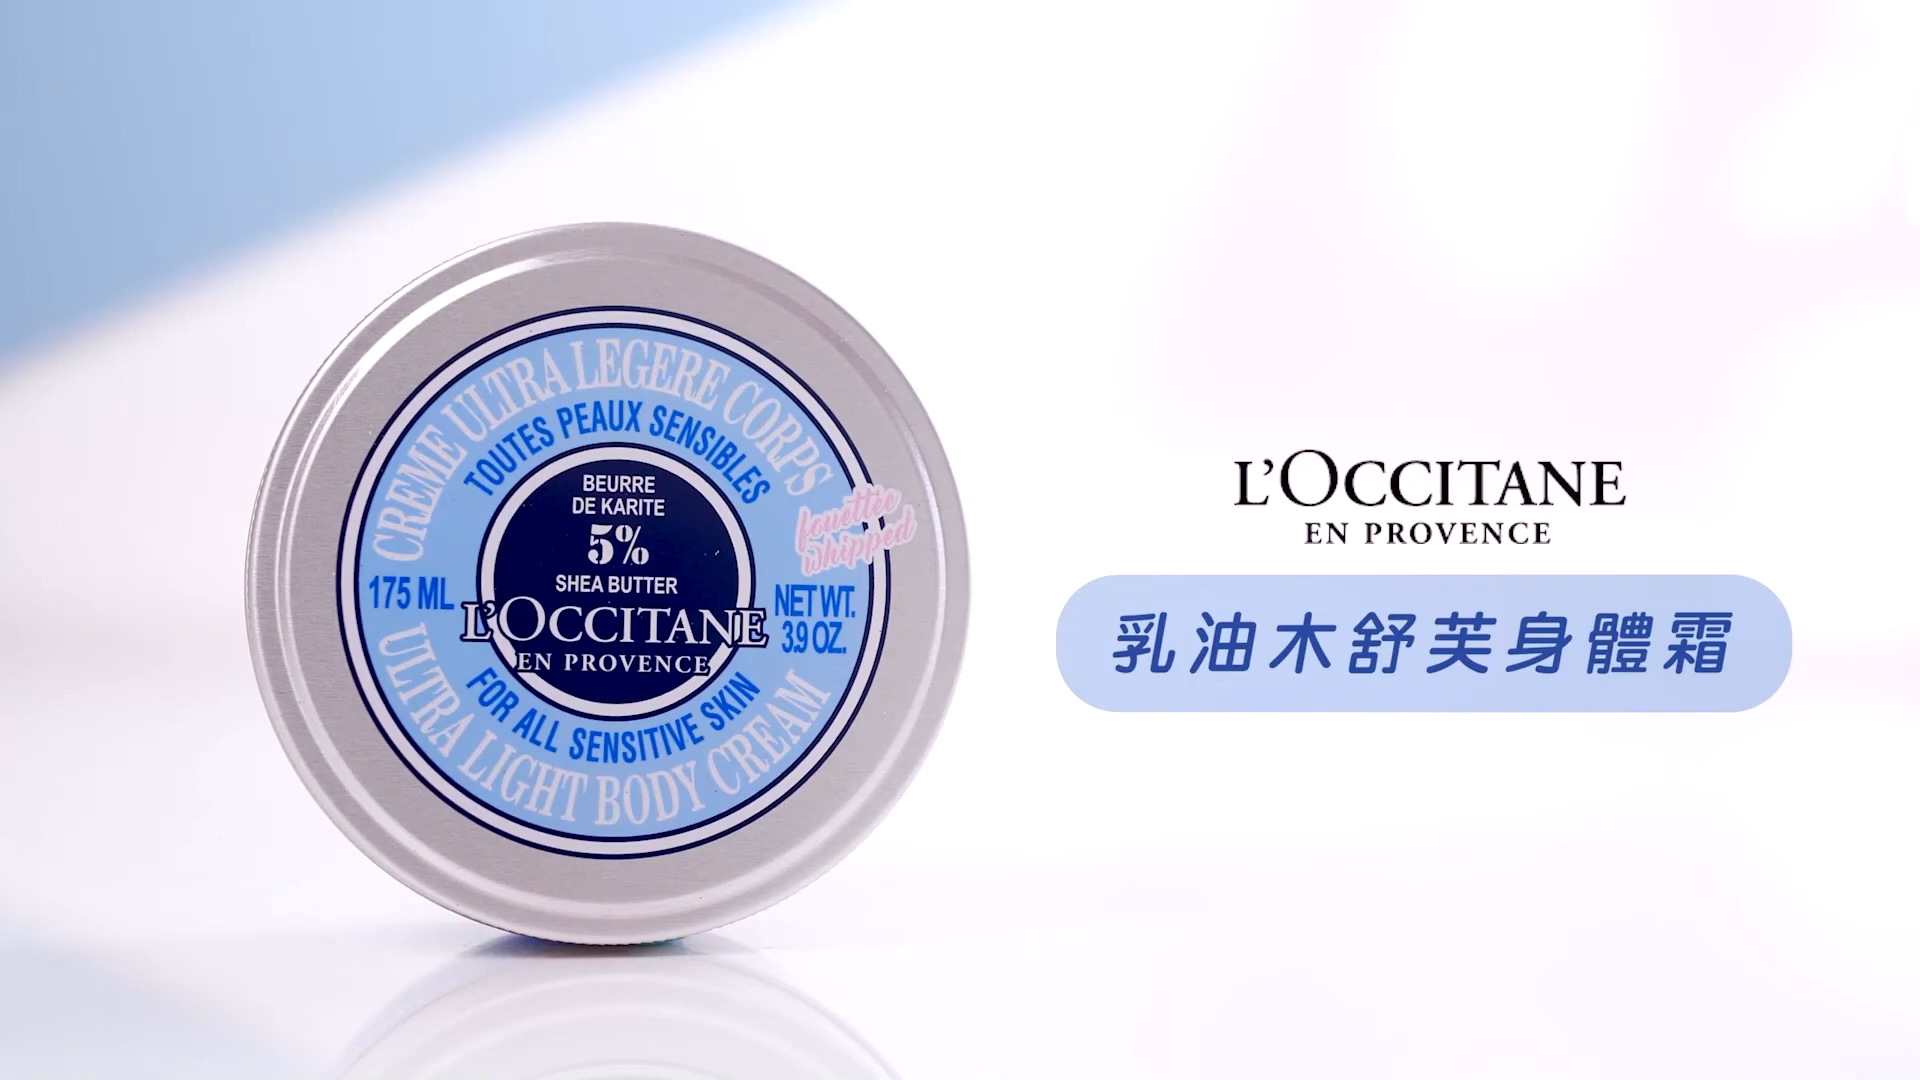 CREME ULTRA LEGERE CORPS
TOUTES PEAUX SENSIBLES
BEURRE
DE KARITE
5%
SHEA BUTTER
L'OCCITANE
EN PROVENCE
175 ML
NET WT.
3.9 OZ.
fouettée
whipped
FOR ALL SENSITIVE SKIN
ULTRA LIGHT BODY CREAM
L'OCCITANE
EN PROVENCE
乳油木舒芙身體霜